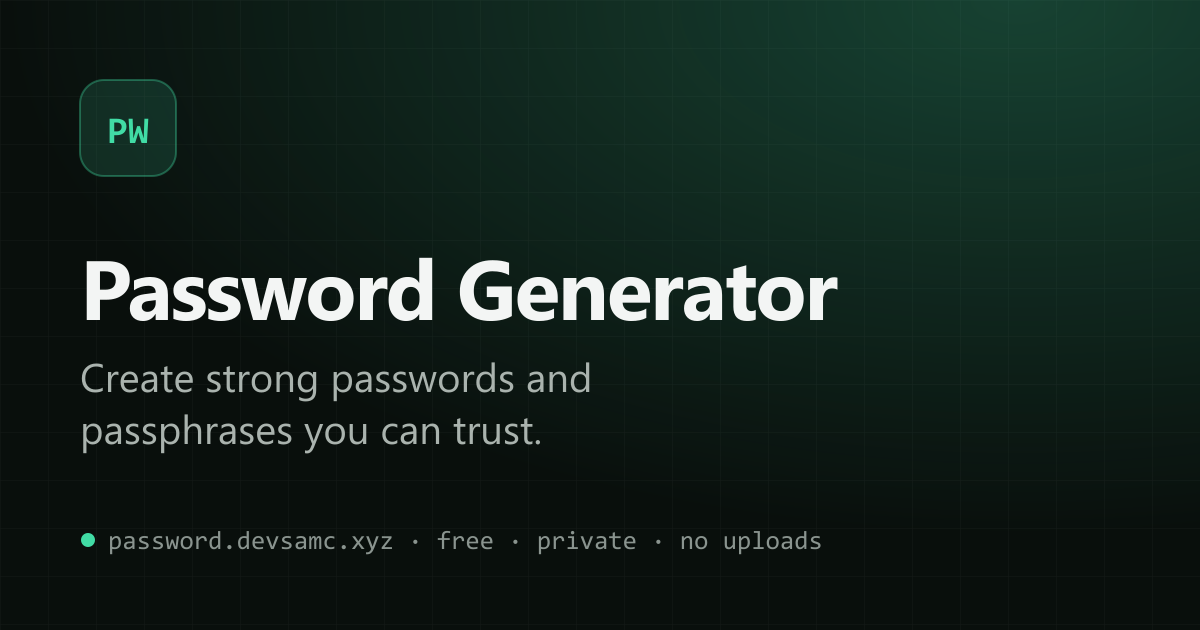 PW
Password Generator
Create strong passwords and
passphrases you can trust.
password.devsamc.xyz · free · private · no uploads